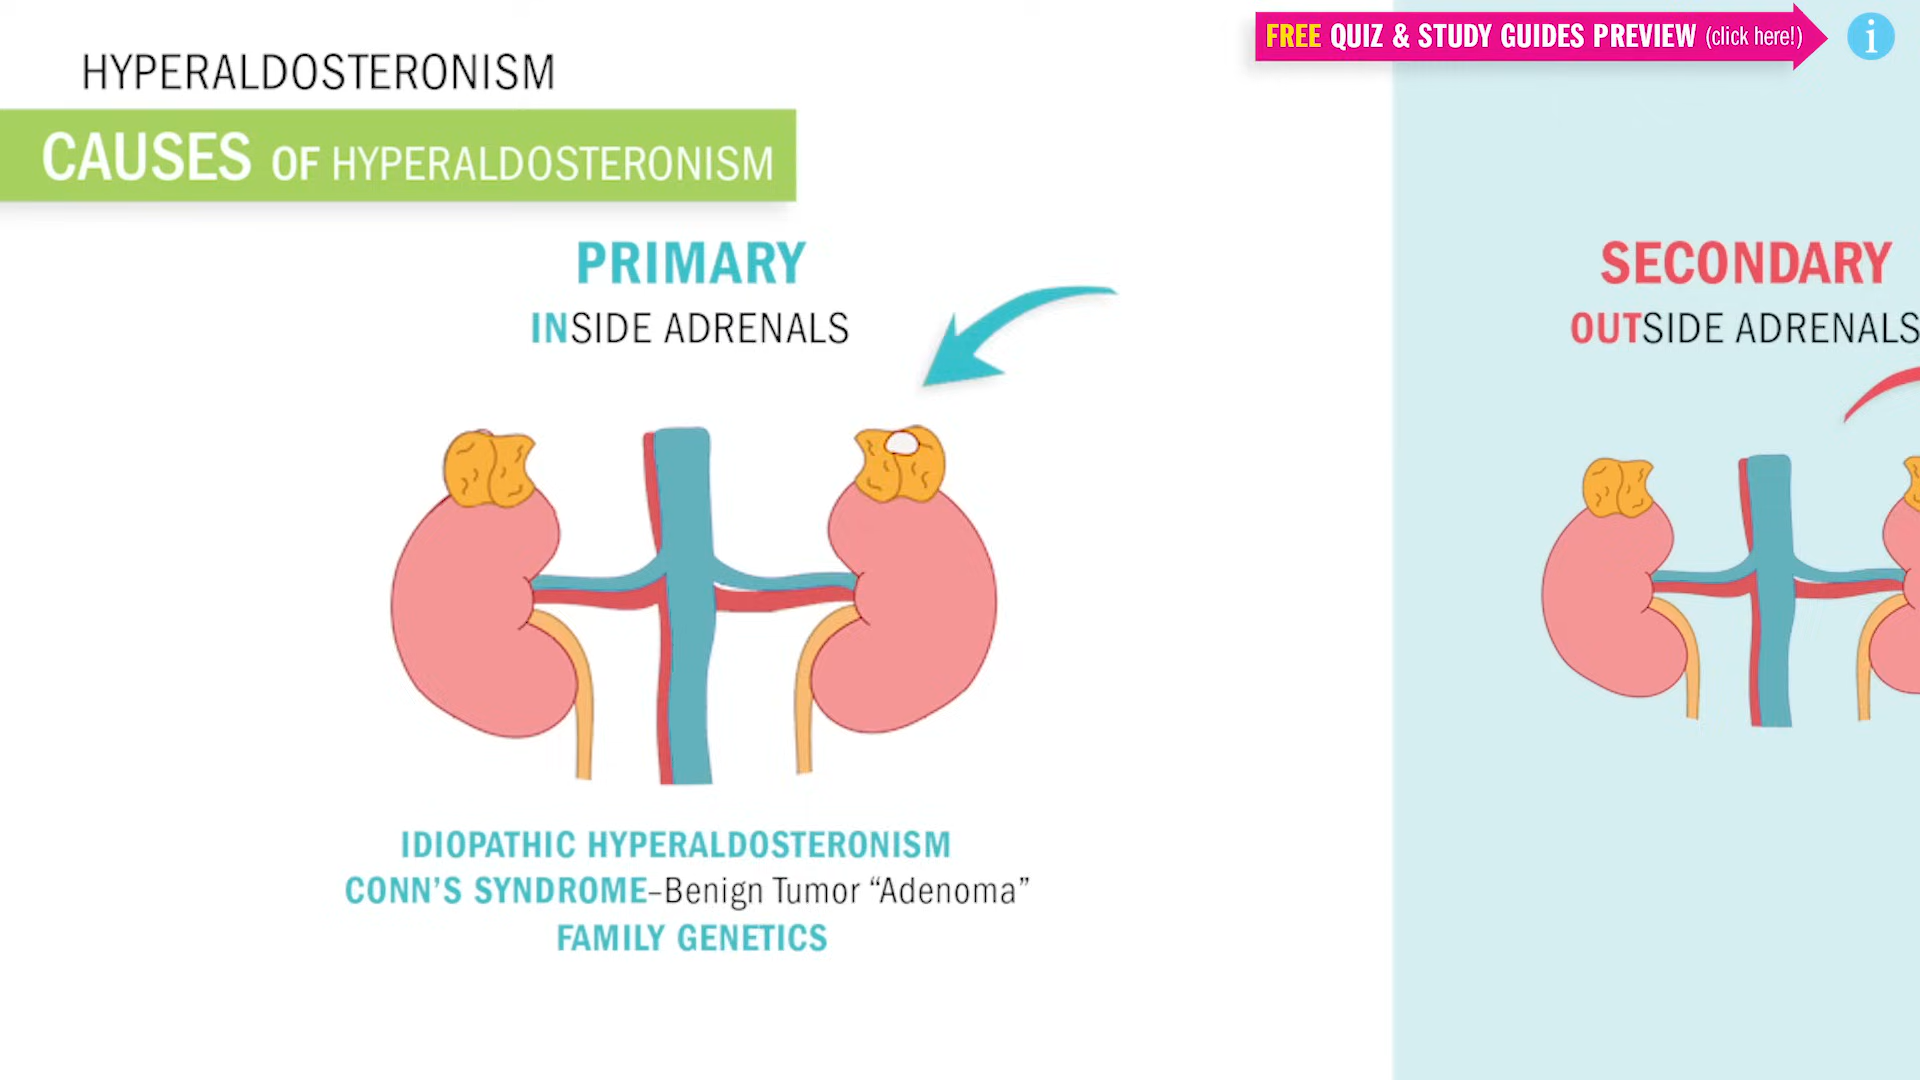 FREE QUIZ & STUDY GUIDES PREVIEW (click here!) i
HYPERALDOSTERONISM
CAUSES OF HYPERALDOSTERONISM
PRIMARY
INSIDE ADRENALS
SECONDARY
OUTSIDE ADRENALS
IDIOPATHIC HYPERALDOSTERONISM
CONN'S SYNDROME–Benign Tumor “Adenoma”
FAMILY GENETICS